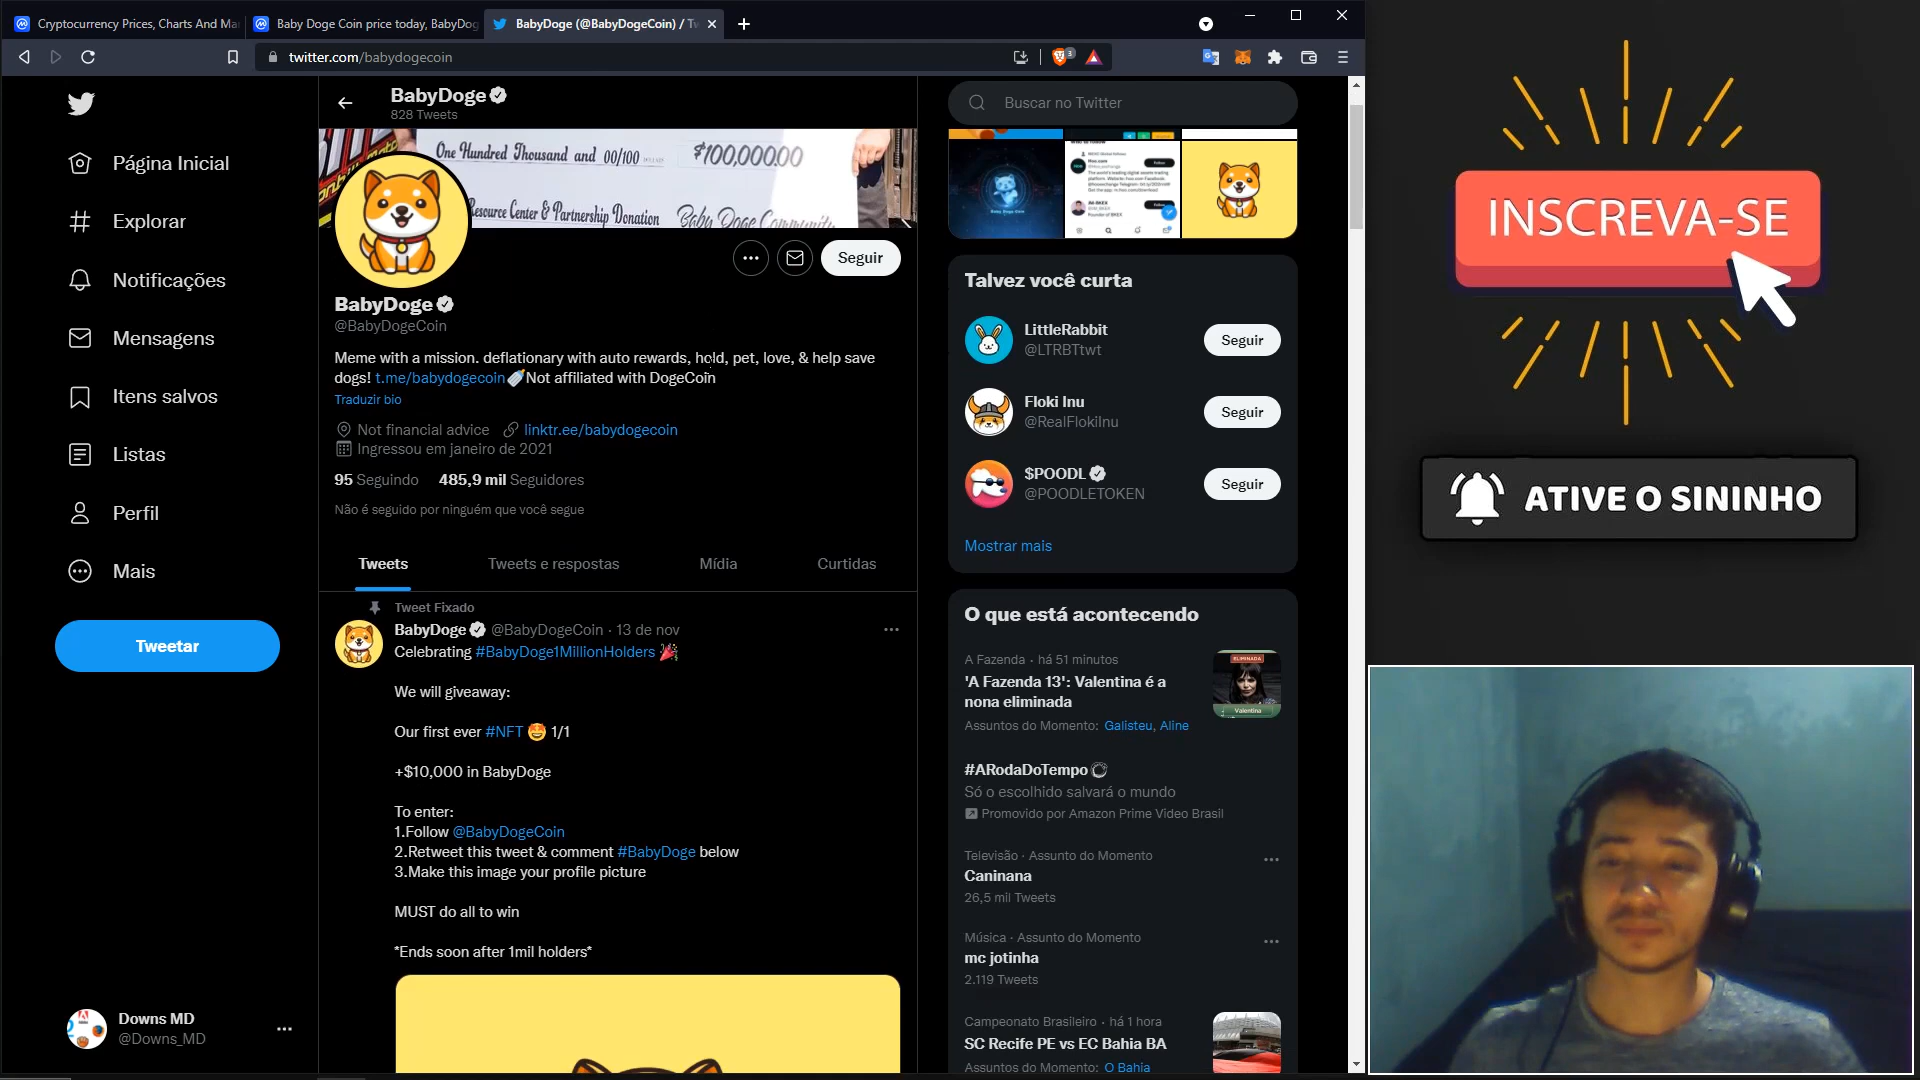 Cryptocurrency Prices, Charts And Ma
Baby Doge Coin price today, BabyDog
BabyDoge (@BabyDogeCoin) / Tw
twitter.com/babydogecoin
3
BabyDoge
828 Tweets
Buscar no Twitter
One Hundred Thousand and 00/100
$100,000.00
Resource Center & Partnership Donation
Baby Doge Community
Baby Doge Coin
Página Inicial
Explorar
Notificações
Mensagens
Itens salvos
Listas
Perfil
Mais
Tweetar
Downs MD
@Downs_MD
Seguir
BabyDoge
@BabyDogeCoin
Meme with a mission. deflationary with auto rewards, hold, pet, love, & help save
dogs! t.me/babydogecoin🍼Not affiliated with DogeCoin
Traduzir bio
Not financial advice linktr.ee/babydogecoin
Ingressou em janeiro de 2021
95 Seguindo 485,9 mil Seguidores
Não é seguido por ninguém que você segue
Tweets Tweets e respostas Mídia Curtidas
Tweet Fixado
BabyDoge @BabyDogeCoin · 13 de nov
Celebrating #BabyDoge1MillionHolders 🎉
We will giveaway:
Our first ever #NFT 🤩 1/1
+$10,000 in BabyDoge
To enter:
1.Follow @BabyDogeCoin
2.Retweet this tweet & comment #BabyDoge below
3.Make this image your profile picture
MUST do all to win
*Ends soon after 1mil holders*
Talvez você curta
LittleRabbit
@LTRBTtwt
Seguir
Floki Inu
@RealFlokiInu
Seguir
$POODL
@POODLETOKEN
Seguir
Mostrar mais
O que está acontecendo
A Fazenda · há 51 minutos
'A Fazenda 13': Valentina é a
nona eliminada
Assuntos do Momento: Galisteu, Aline
ELIMINADA
Valentina
#ARodaDoTempo
Só o escolhido salvará o mundo
Promovido por Amazon Prime Video Brasil
Televisão · Assunto do Momento
Caninana
26,5 mil Tweets
Música · Assunto do Momento
mc jotinha
2.119 Tweets
Campeonato Brasileiro · há 1 hora
SC Recife PE vs EC Bahia BA
Assuntos do Momento: O Bahia
INSCREVA-SE
ATIVE O SININHO